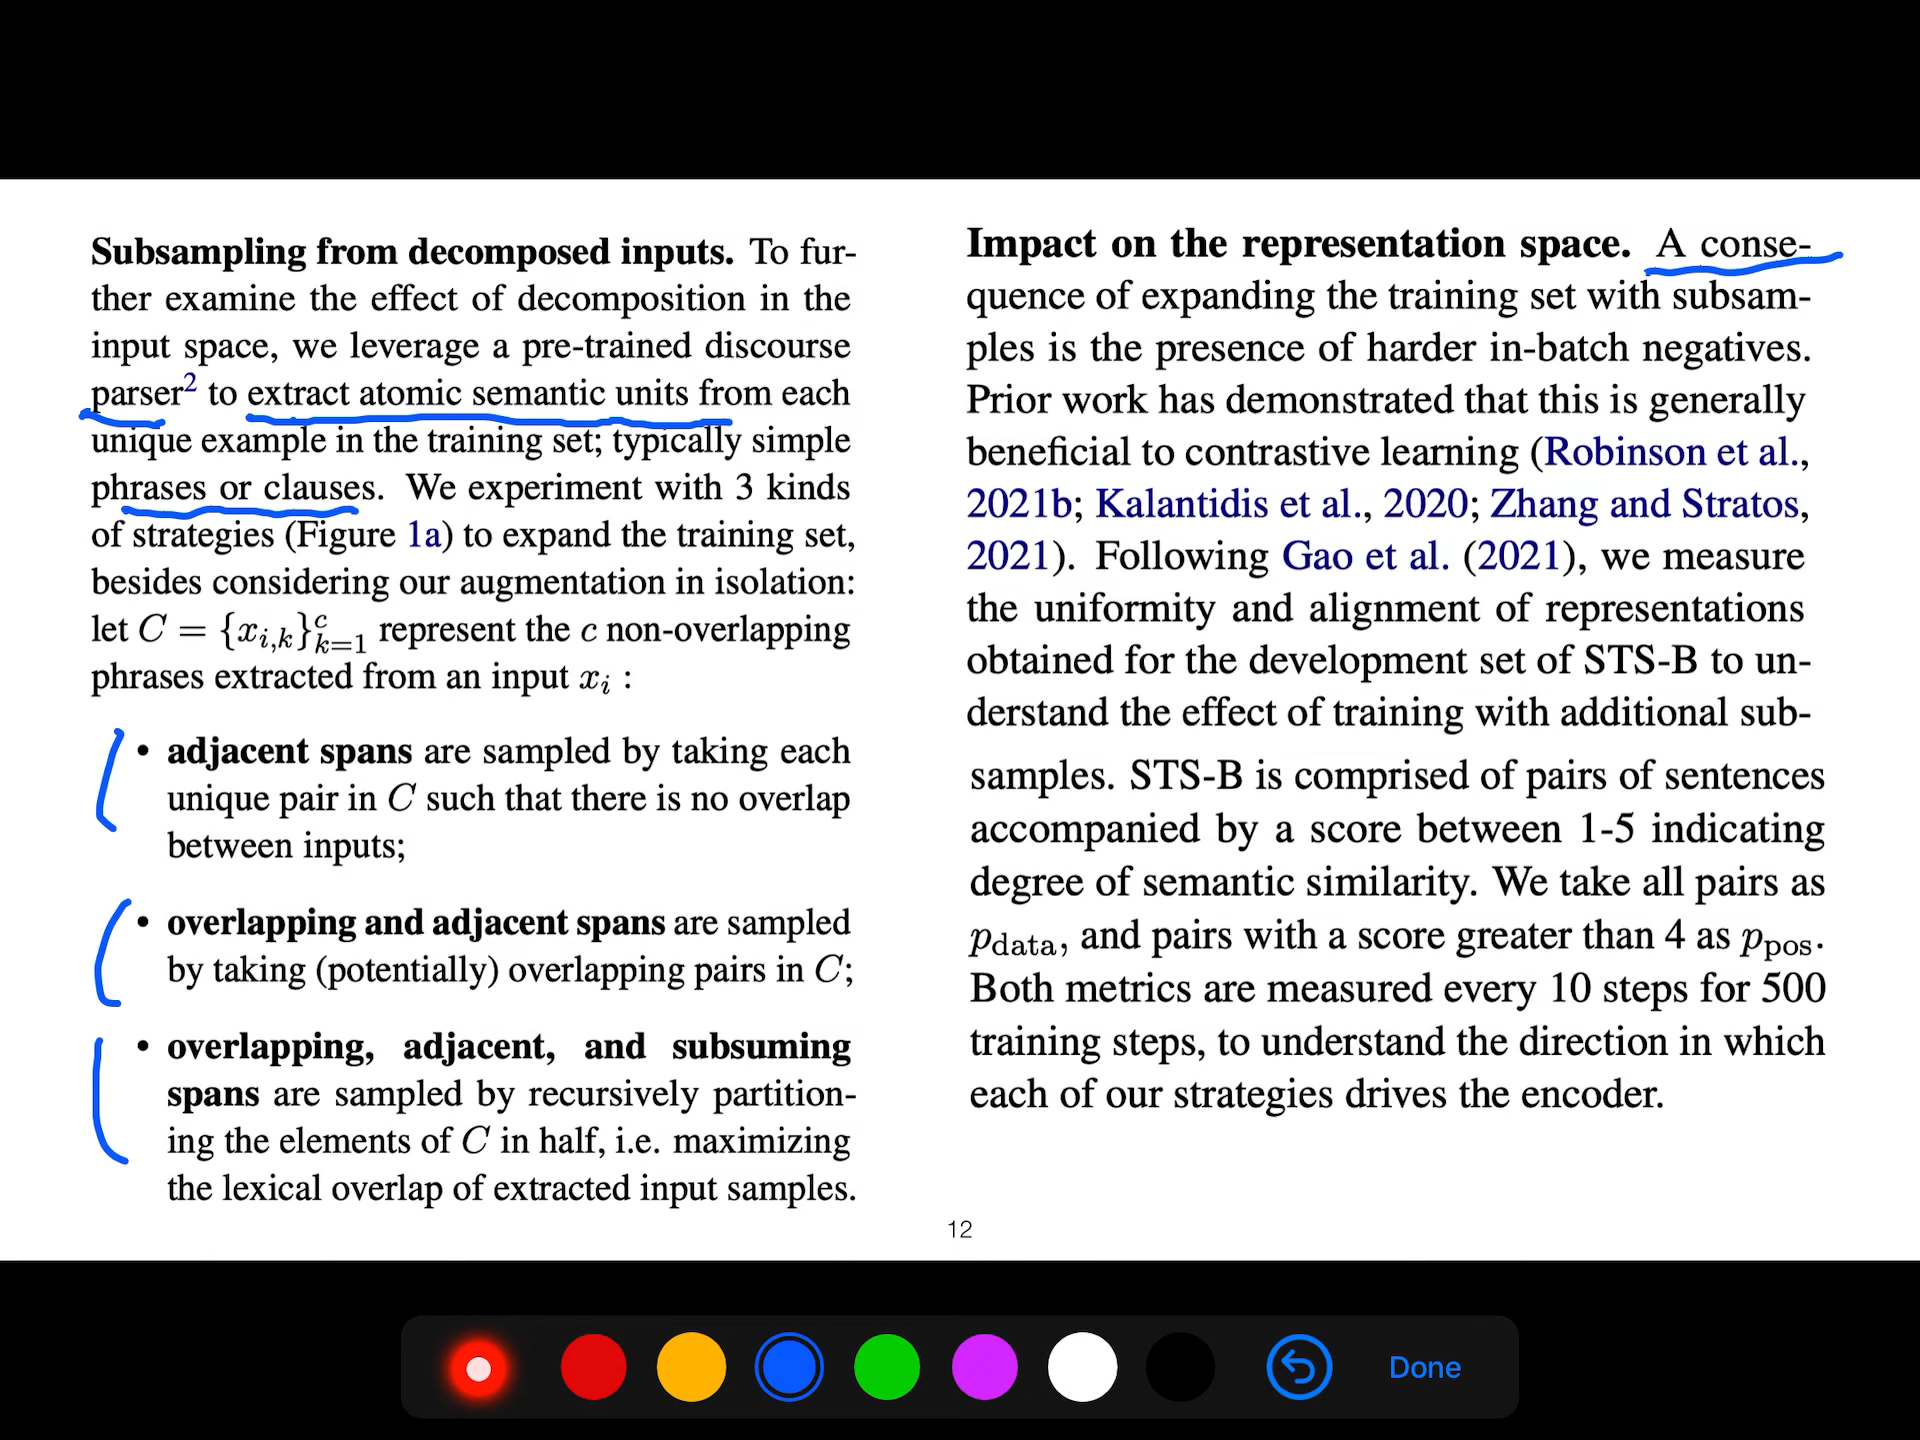 Subsampling from decomposed inputs. To fur-
ther examine the effect of decomposition in the
input space, we leverage a pre-trained discourse
parser² to extract atomic semantic units from each
unique example in the training set; typically simple
phrases or clauses. We experiment with 3 kinds
of strategies (Figure 1a) to expand the training set,
besides considering our augmentation in isolation:
let C = {x_{i,k}}_{k=1}^{c} represent the c non-overlapping
phrases extracted from an input x_i :
• adjacent spans are sampled by taking each
unique pair in C such that there is no overlap
between inputs;
• overlapping and adjacent spans are sampled
by taking (potentially) overlapping pairs in C;
• overlapping, adjacent, and subsuming
spans are sampled by recursively partition-
ing the elements of C in half, i.e. maximizing
the lexical overlap of extracted input samples.
Impact on the representation space. A conse-
quence of expanding the training set with subsam-
ples is the presence of harder in-batch negatives.
Prior work has demonstrated that this is generally
beneficial to contrastive learning (Robinson et al.,
2021b; Kalantidis et al., 2020; Zhang and Stratos,
2021). Following Gao et al. (2021), we measure
the uniformity and alignment of representations
obtained for the development set of STS-B to un-
derstand the effect of training with additional sub-
samples. STS-B is comprised of pairs of sentences
accompanied by a score between 1-5 indicating
degree of semantic similarity. We take all pairs as
p_data, and pairs with a score greater than 4 as p_pos.
Both metrics are measured every 10 steps for 500
training steps, to understand the direction in which
each of our strategies drives the encoder.
12
Done